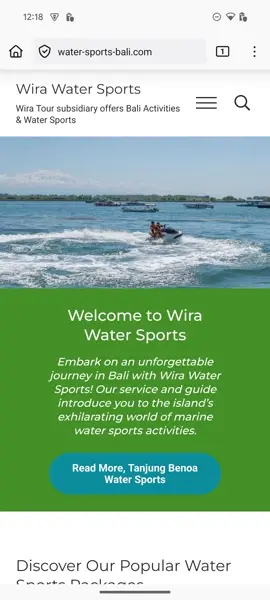 12:18
water-sports-bali.com
1
Wira Water Sports
Wira Tour subsidiary offers Bali Activities
& Water Sports
Welcome to Wira
Water Sports
Embark on an unforgettable
journey in Bali with Wira Water
Sports! Our service and guide
introduce you to the island's
exhilarating world of marine
water sports activities.
Read More, Tanjung Benoa
Water Sports
Discover Our Popular Water
Sports Packages